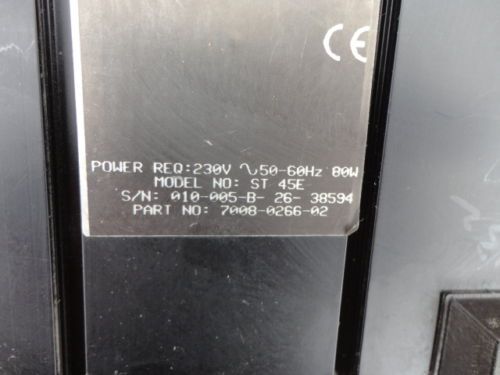 CE
POWER REQ:230V ∿50-60Hz 80W
MODEL NO: ST 45E
S/N: 010-005-B- 26- 38594
PART NO: 7008-0266-02